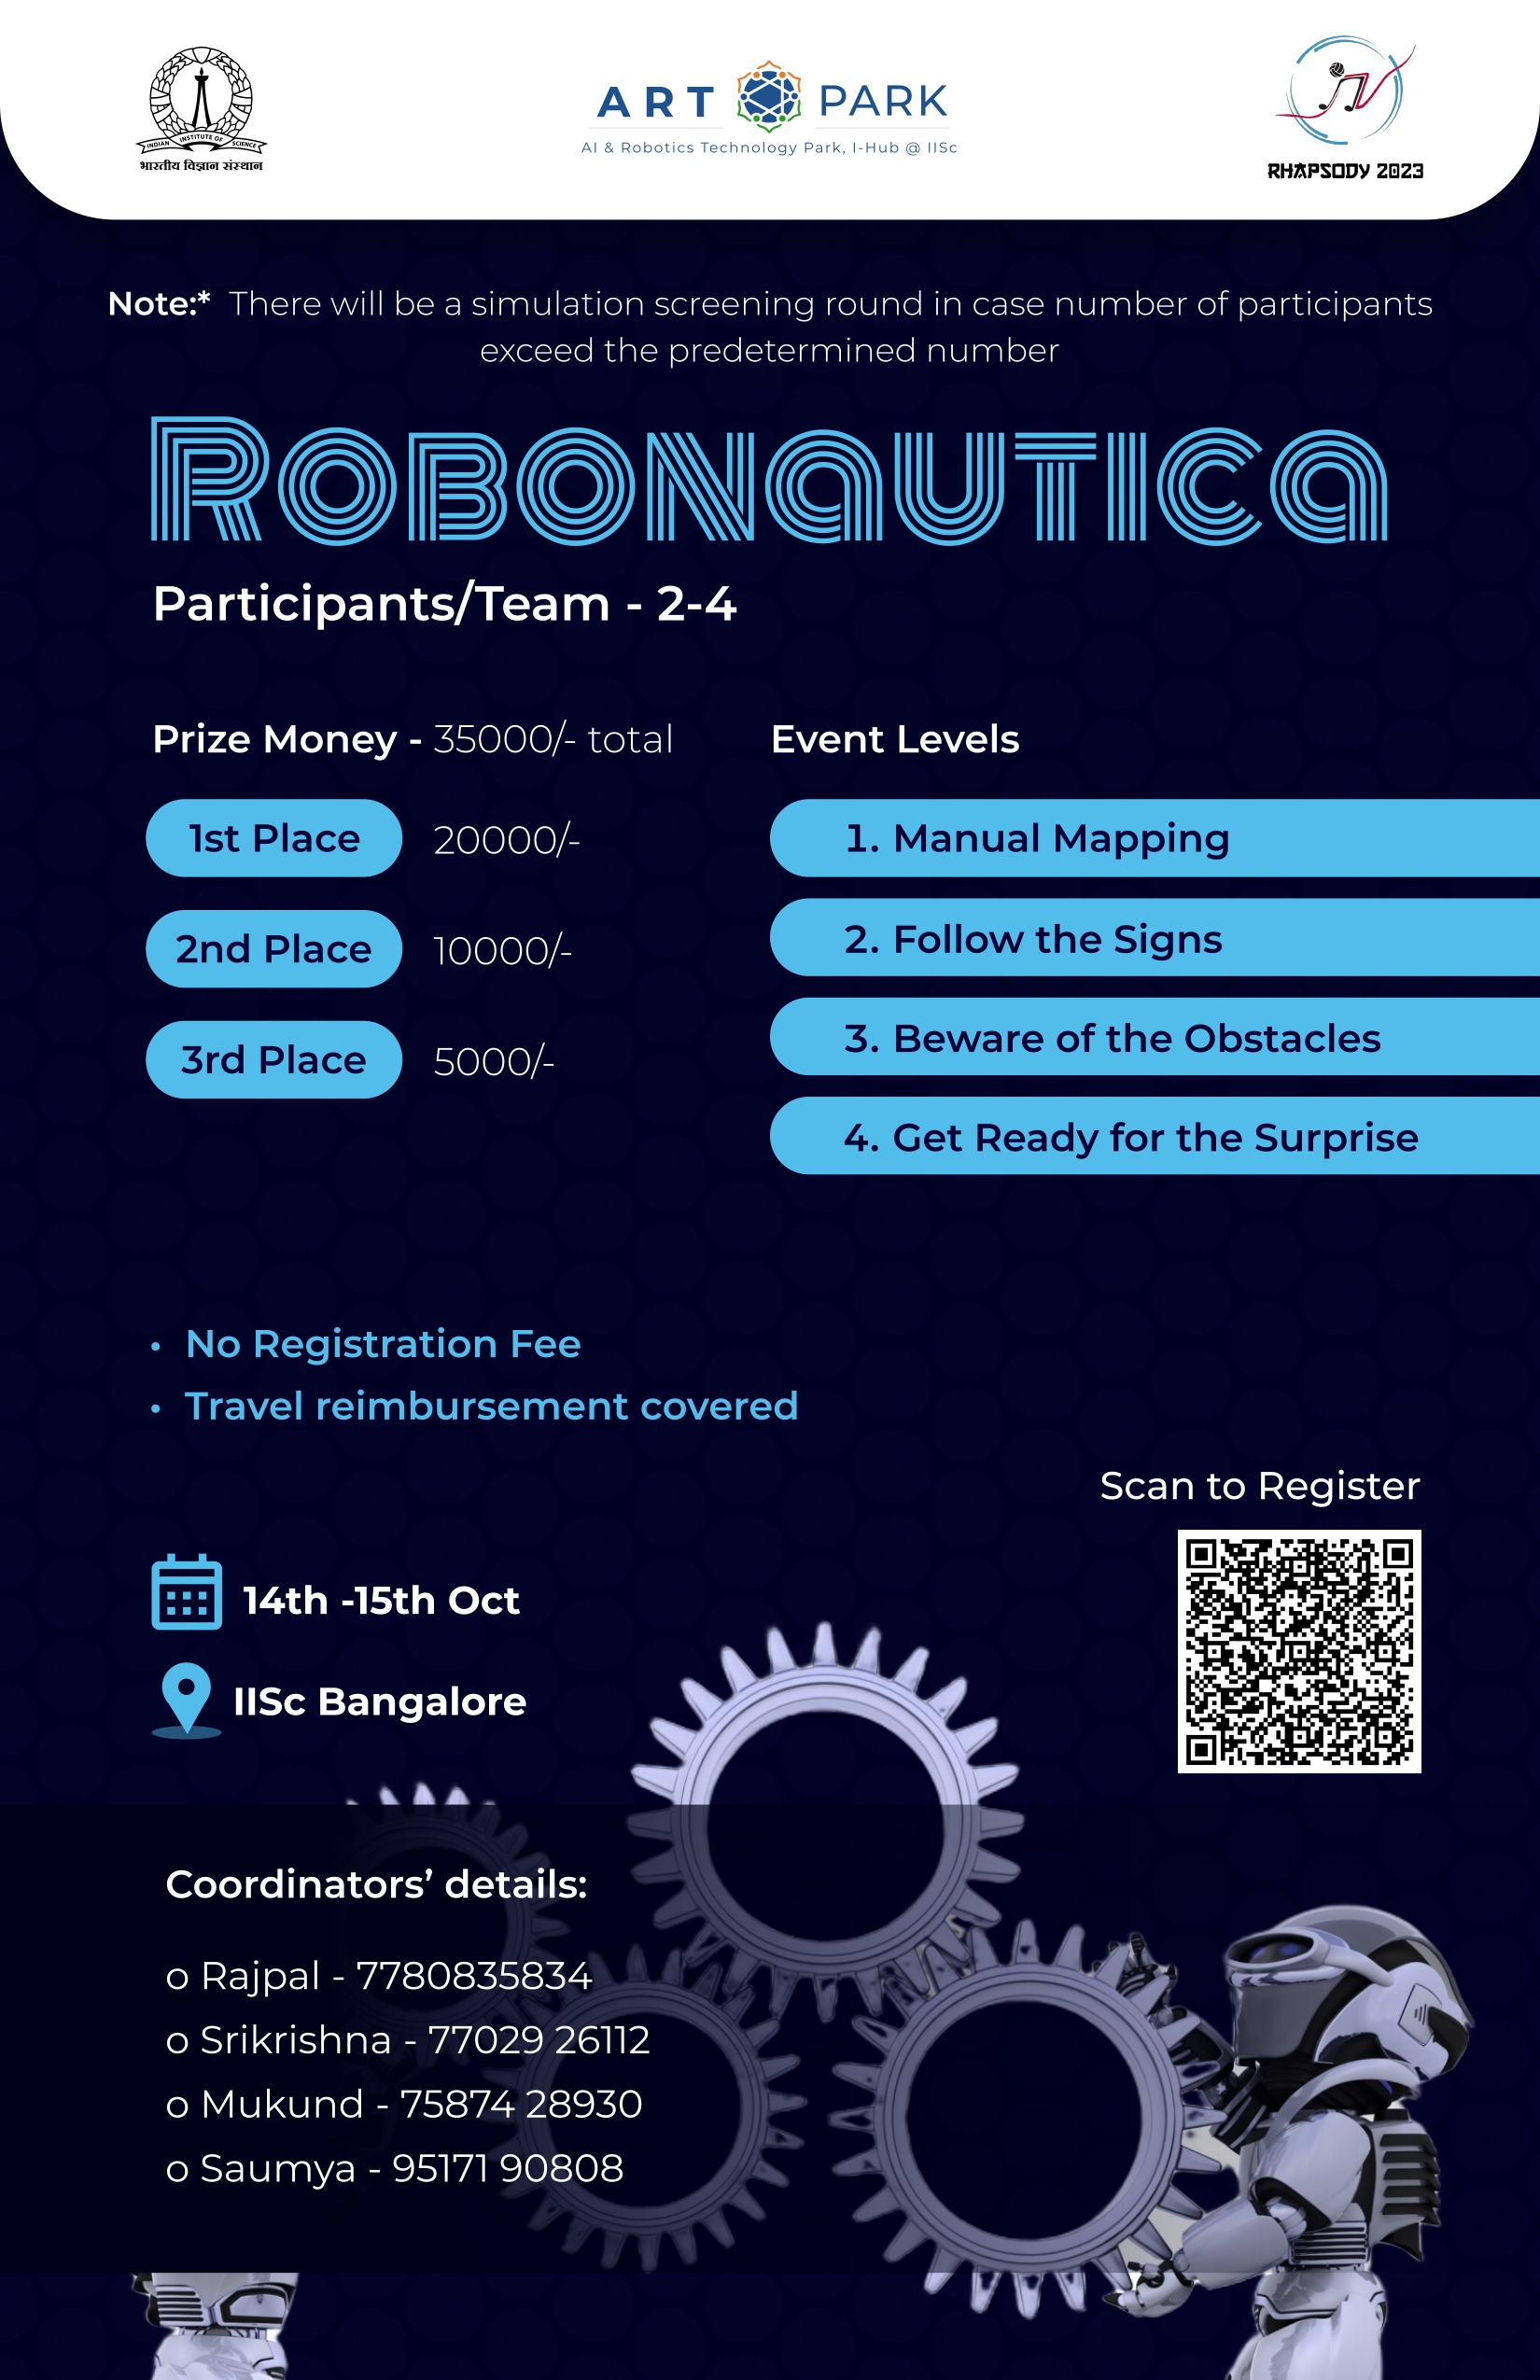 INDIAN INSTITUTE OF SCIENCE
भारतीय विज्ञान संस्थान
ART PARK
AI & Robotics Technology Park, I-Hub @ IISc
RHAPSODY 2023
Note:* There will be a simulation screening round in case number of participants
exceed the predetermined number
ROBONAUTICA
Participants/Team - 2-4
Prize Money - 35000/- total
1st Place 20000/-
2nd Place 10000/-
3rd Place 5000/-
Event Levels
1. Manual Mapping
2. Follow the Signs
3. Beware of the Obstacles
4. Get Ready for the Surprise
• No Registration Fee
• Travel reimbursement covered
Scan to Register
14th -15th Oct
IISc Bangalore
Coordinators’ details:
o Rajpal - 7780835834
o Srikrishna - 77029 26112
o Mukund - 75874 28930
o Saumya - 95171 90808